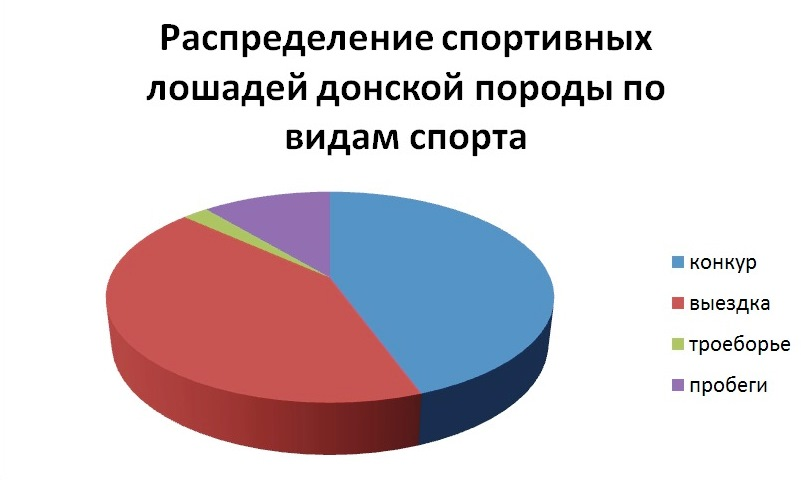 Распределение спортивных
лошадей донской породы по
видам спорта
конкур
выездка
троеборье
пробеги